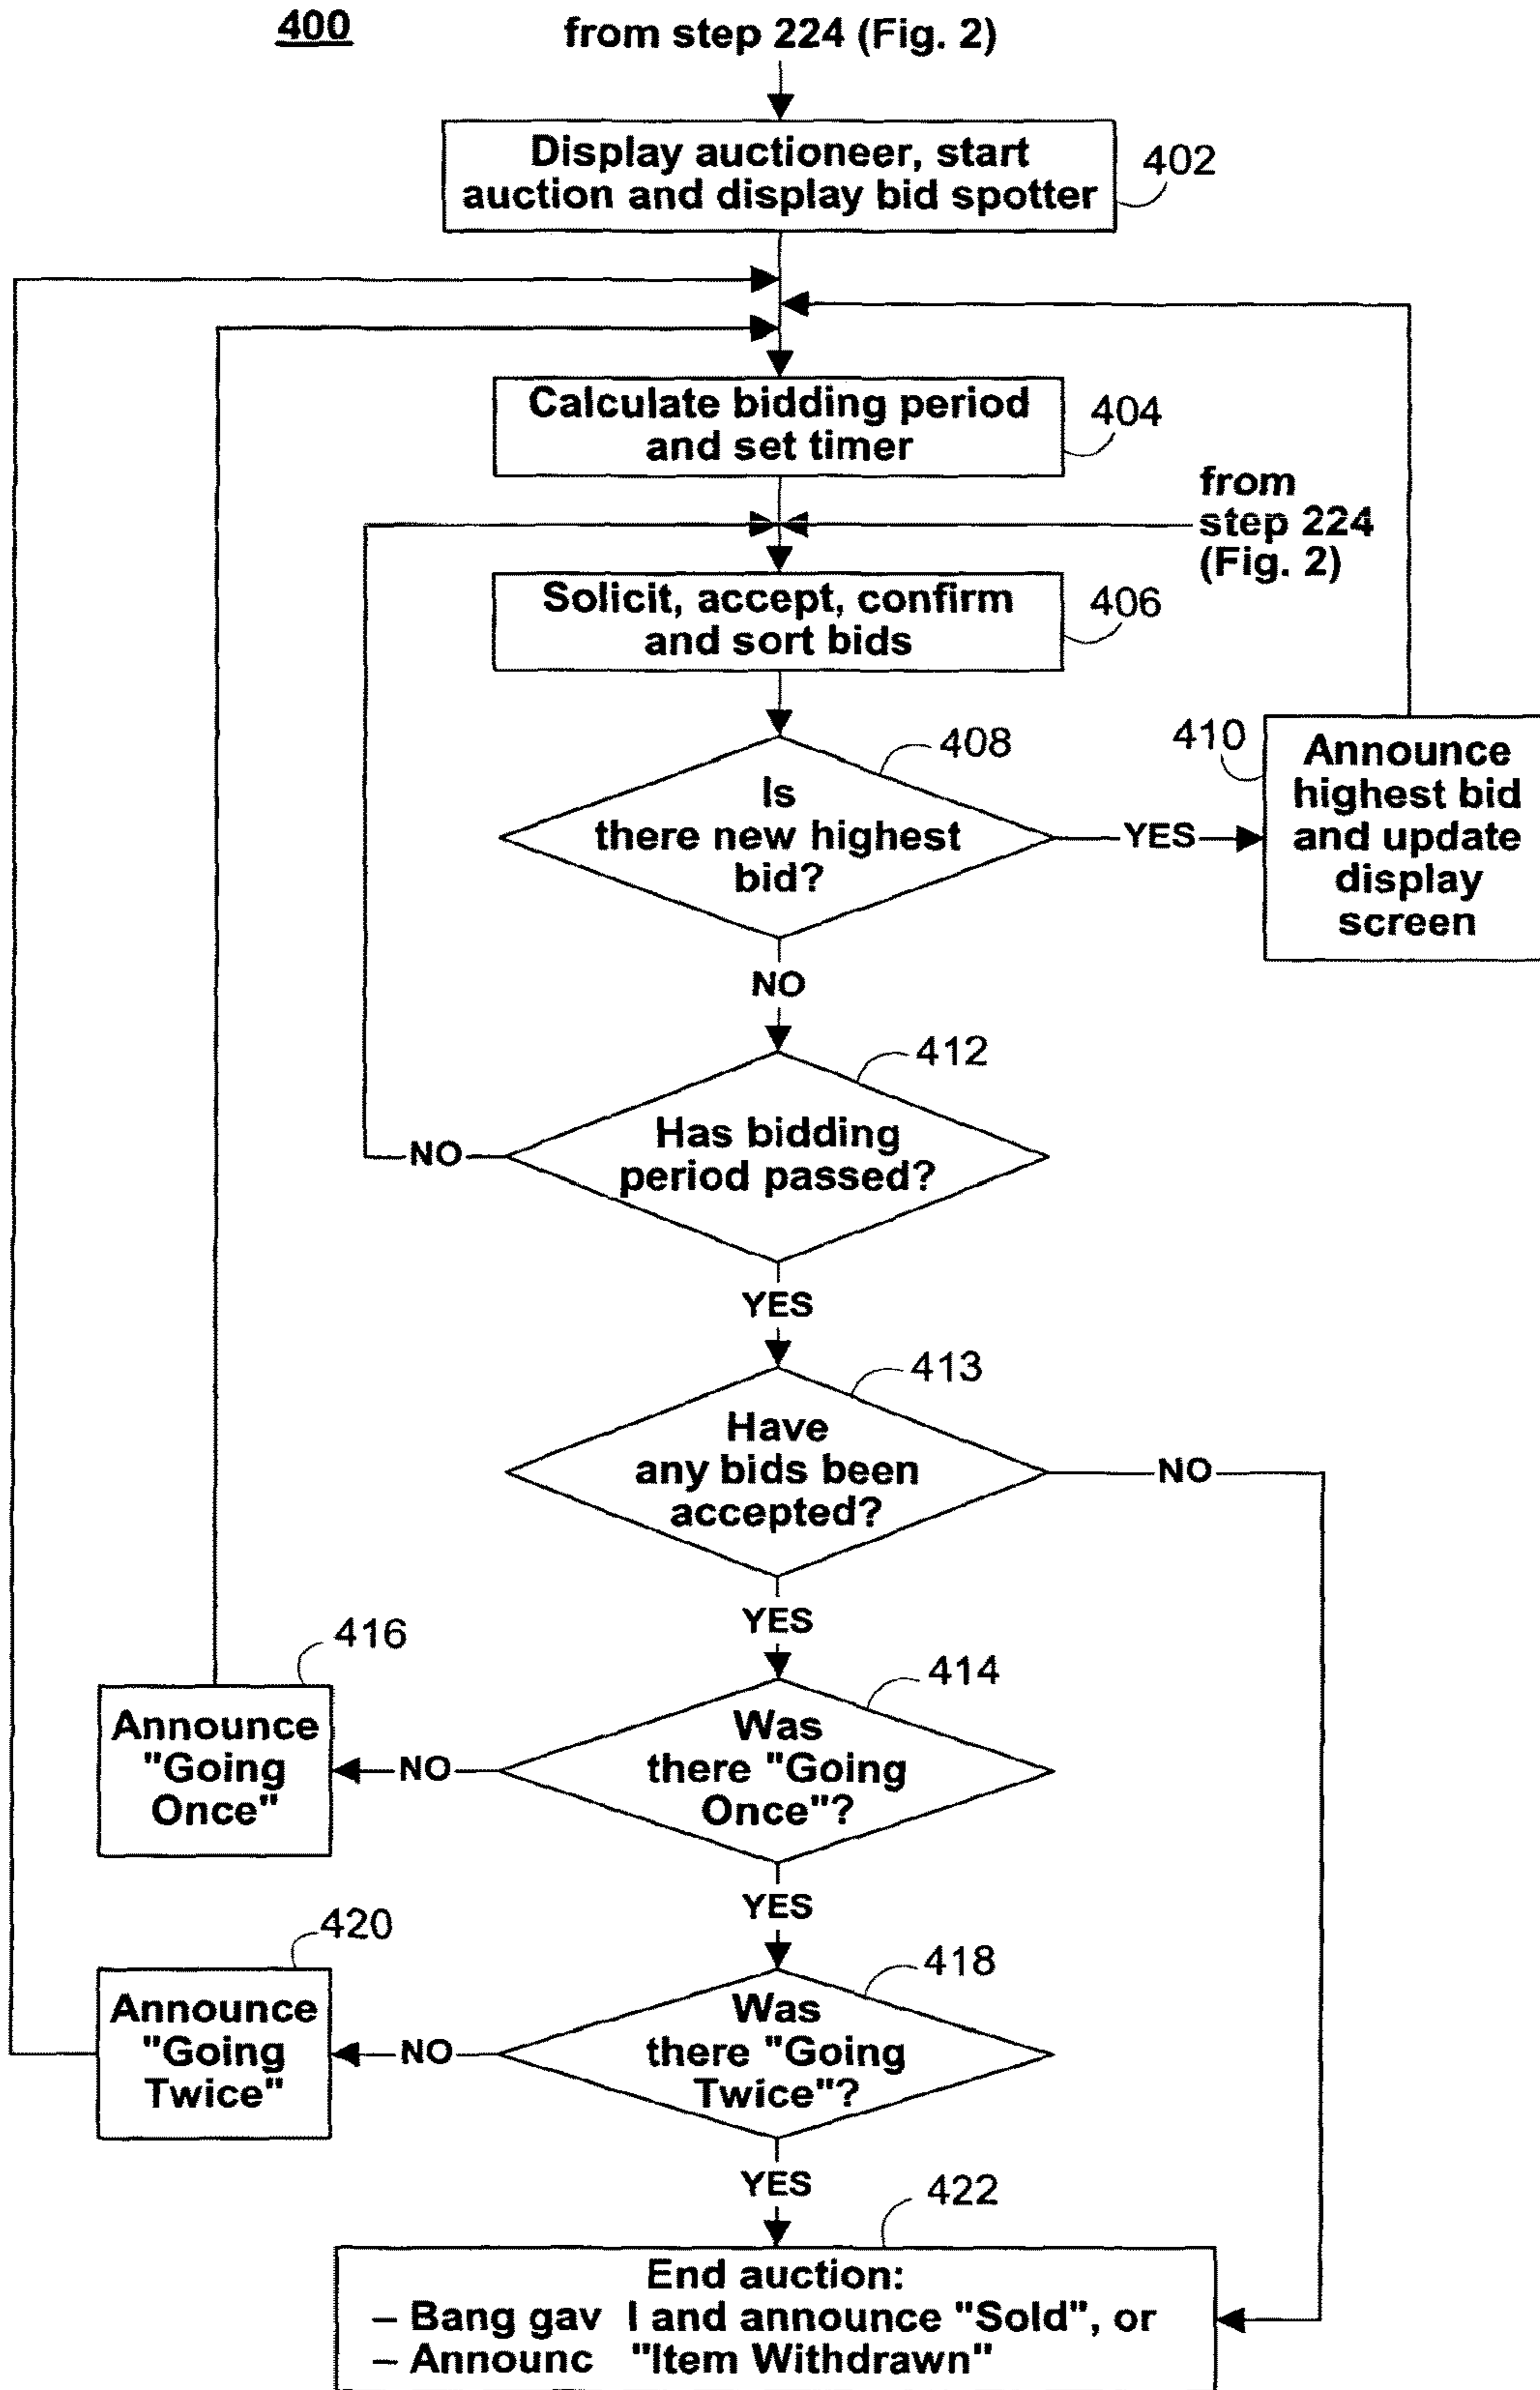 400
from step 224 (Fig. 2)
Display auctioneer, start
auction and display bid spotter
402
Calculate bidding period
and set timer
404
from
step 224
(Fig. 2)
Solicit, accept, confirm
and sort bids
406
408
Is
there new highest
bid?
YES
410
Announce
highest bid
and update
display
screen
NO
412
Has bidding
period passed?
NO
YES
413
Have
any bids been
accepted?
NO
YES
416
Announce
"Going
Once"
NO
414
Was
there "Going
Once"?
YES
420
Announce
"Going
Twice"
NO
418
Was
there "Going
Twice"?
YES
422
End auction:
– Bang gav l and announce "Sold", or
– Announc "Item Withdrawn"